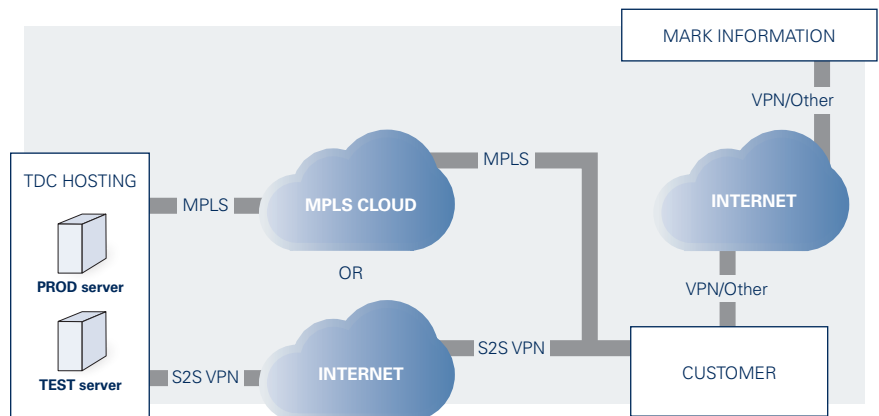 MARK INFORMATION
VPN/Other
TDC HOSTING
MPLS
MPLS CLOUD
MPLS
INTERNET
PROD server
OR
VPN/Other
TEST server
S2S VPN
INTERNET
S2S VPN
CUSTOMER